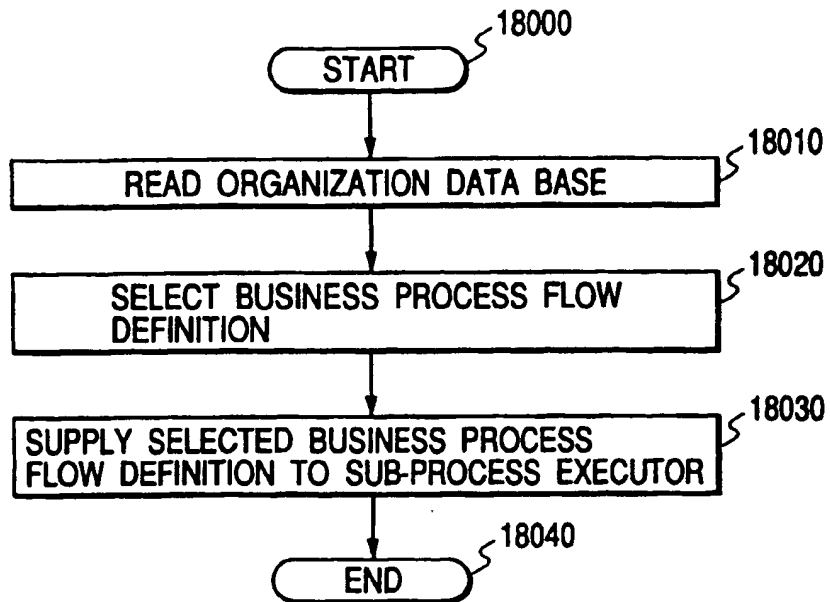 18000
START
18010
READ ORGANIZATION DATA BASE
18020
SELECT BUSINESS PROCESS FLOW
DEFINITION
18030
SUPPLY SELECTED BUSINESS PROCESS
FLOW DEFINITION TO SUB-PROCESS EXECUTOR
18040
END